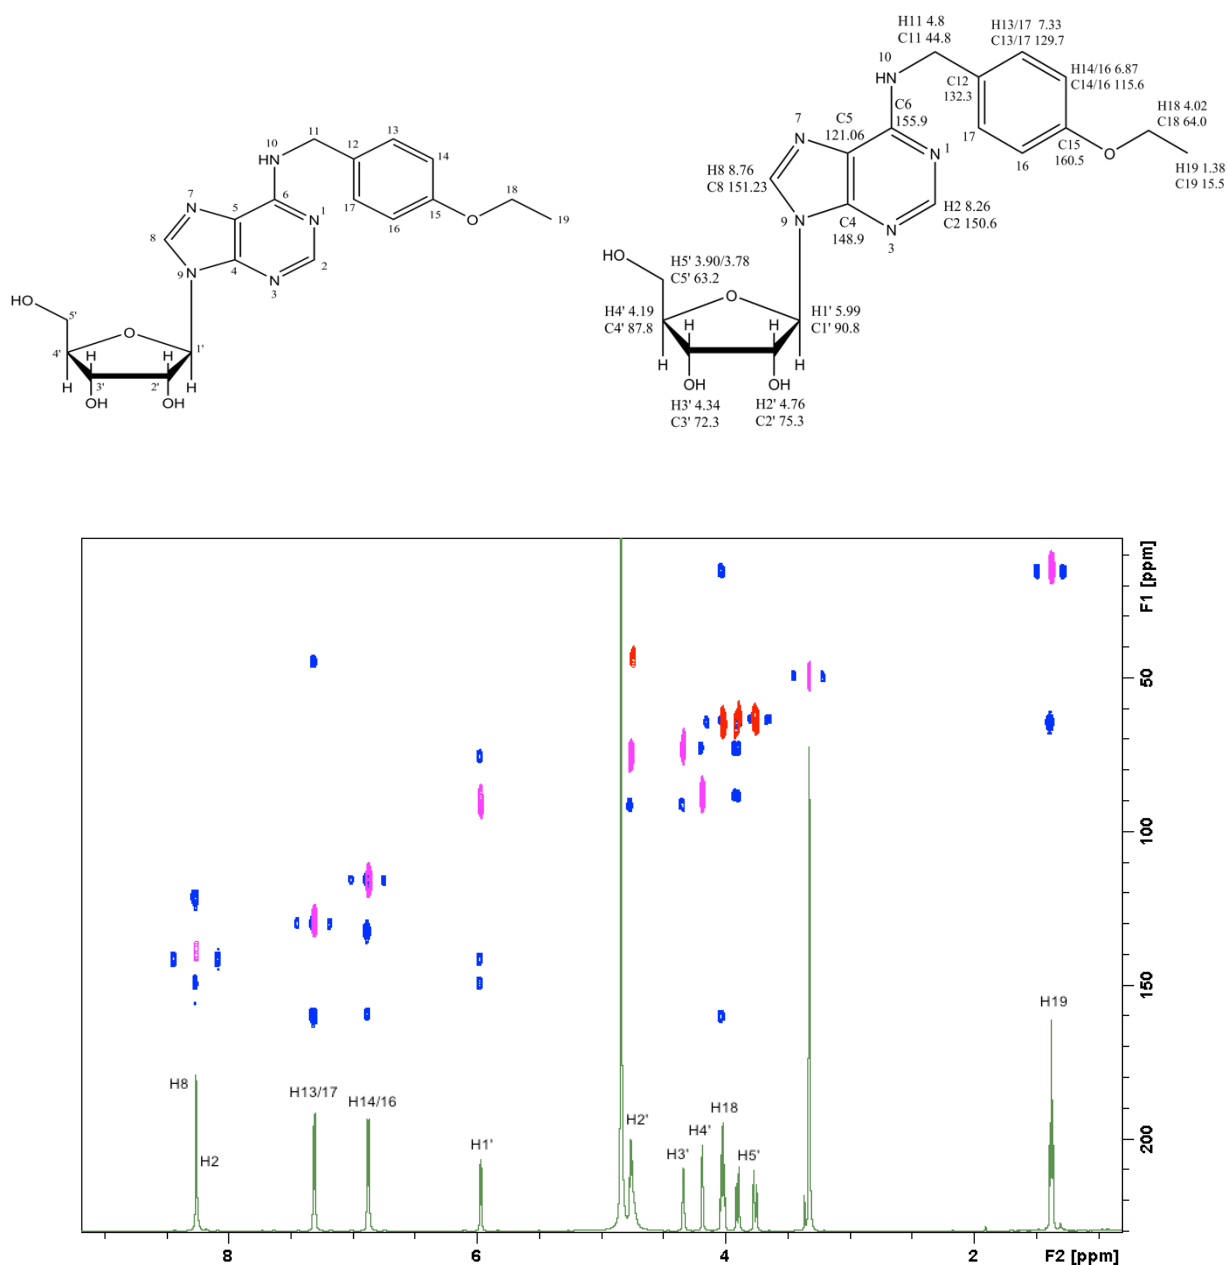 11
10
HN
12
13
14
17
16
15
O
18
19
7
5
6
N
1
N
8
2
9
N
4
3
N
HO
5'
O
4'
1'
H
H
H
H
3'
2'
OH
OH
H11 4.8
C11 44.8
H13/17 7.33
C13/17 129.7
10
NH
C12
132.3
H14/16 6.87
C14/16 115.6
C6
155.9
7
C5
121.06
N
17
16
C15
160.5
O
H18 4.02
C18 64.0
H19 1.38
C19 15.5
N
1
H8 8.76
C8 151.23
H2 8.26
C2 150.6
9
N
C4
148.9
N
3
HO
H5' 3.90/3.78
C5' 63.2
O
H4' 4.19
C4' 87.8
H1' 5.99
C1' 90.8
H
H
H
H
OH
OH
H3' 4.34
C3' 72.3
H2' 4.76
C2' 75.3
F1 [ppm]
50
100
150
200
H8
H2
H13/17
H14/16
H1'
H2'
H3'
H4'
H18
H5'
H19
8
6
4
2
F2 [ppm]